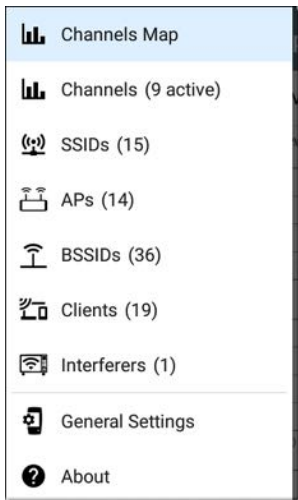 Channels Map
Channels (9 active)
SSIDs (15)
APs (14)
BSSIDs (36)
Clients (19)
Interferers (1)
General Settings
About